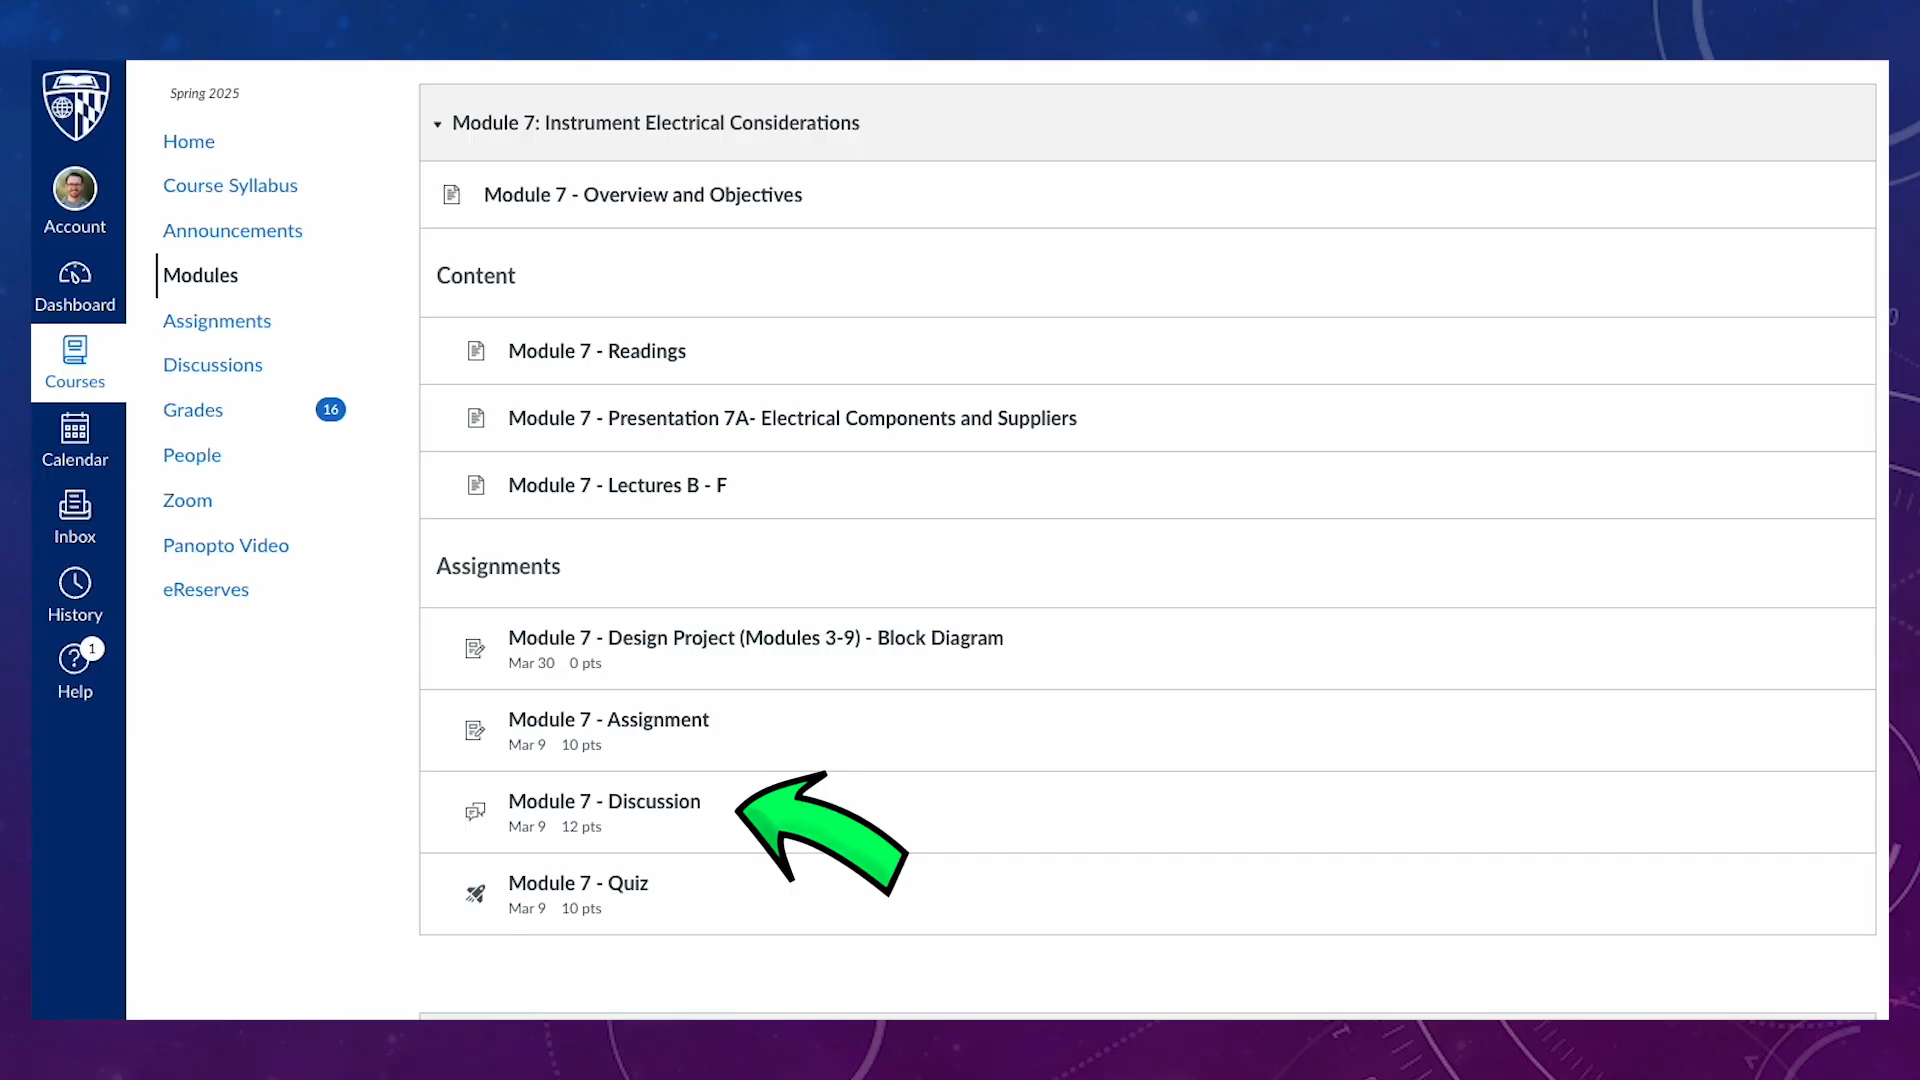 Spring 2025
Home
Course Syllabus
Announcements
Modules
Assignments
Discussions
Grades 16
People
Zoom
Panopto Video
eReserves
Account
Dashboard
Courses
Calendar
Inbox
History
1
Help
Module 7: Instrument Electrical Considerations
Module 7 - Overview and Objectives
Content
Module 7 - Readings
Module 7 - Presentation 7A- Electrical Components and Suppliers
Module 7 - Lectures B - F
Assignments
Module 7 - Design Project (Modules 3-9) - Block Diagram
Mar 30 0 pts
Module 7 - Assignment
Mar 9 10 pts
Module 7 - Discussion
Mar 9 12 pts
Module 7 - Quiz
Mar 9 10 pts